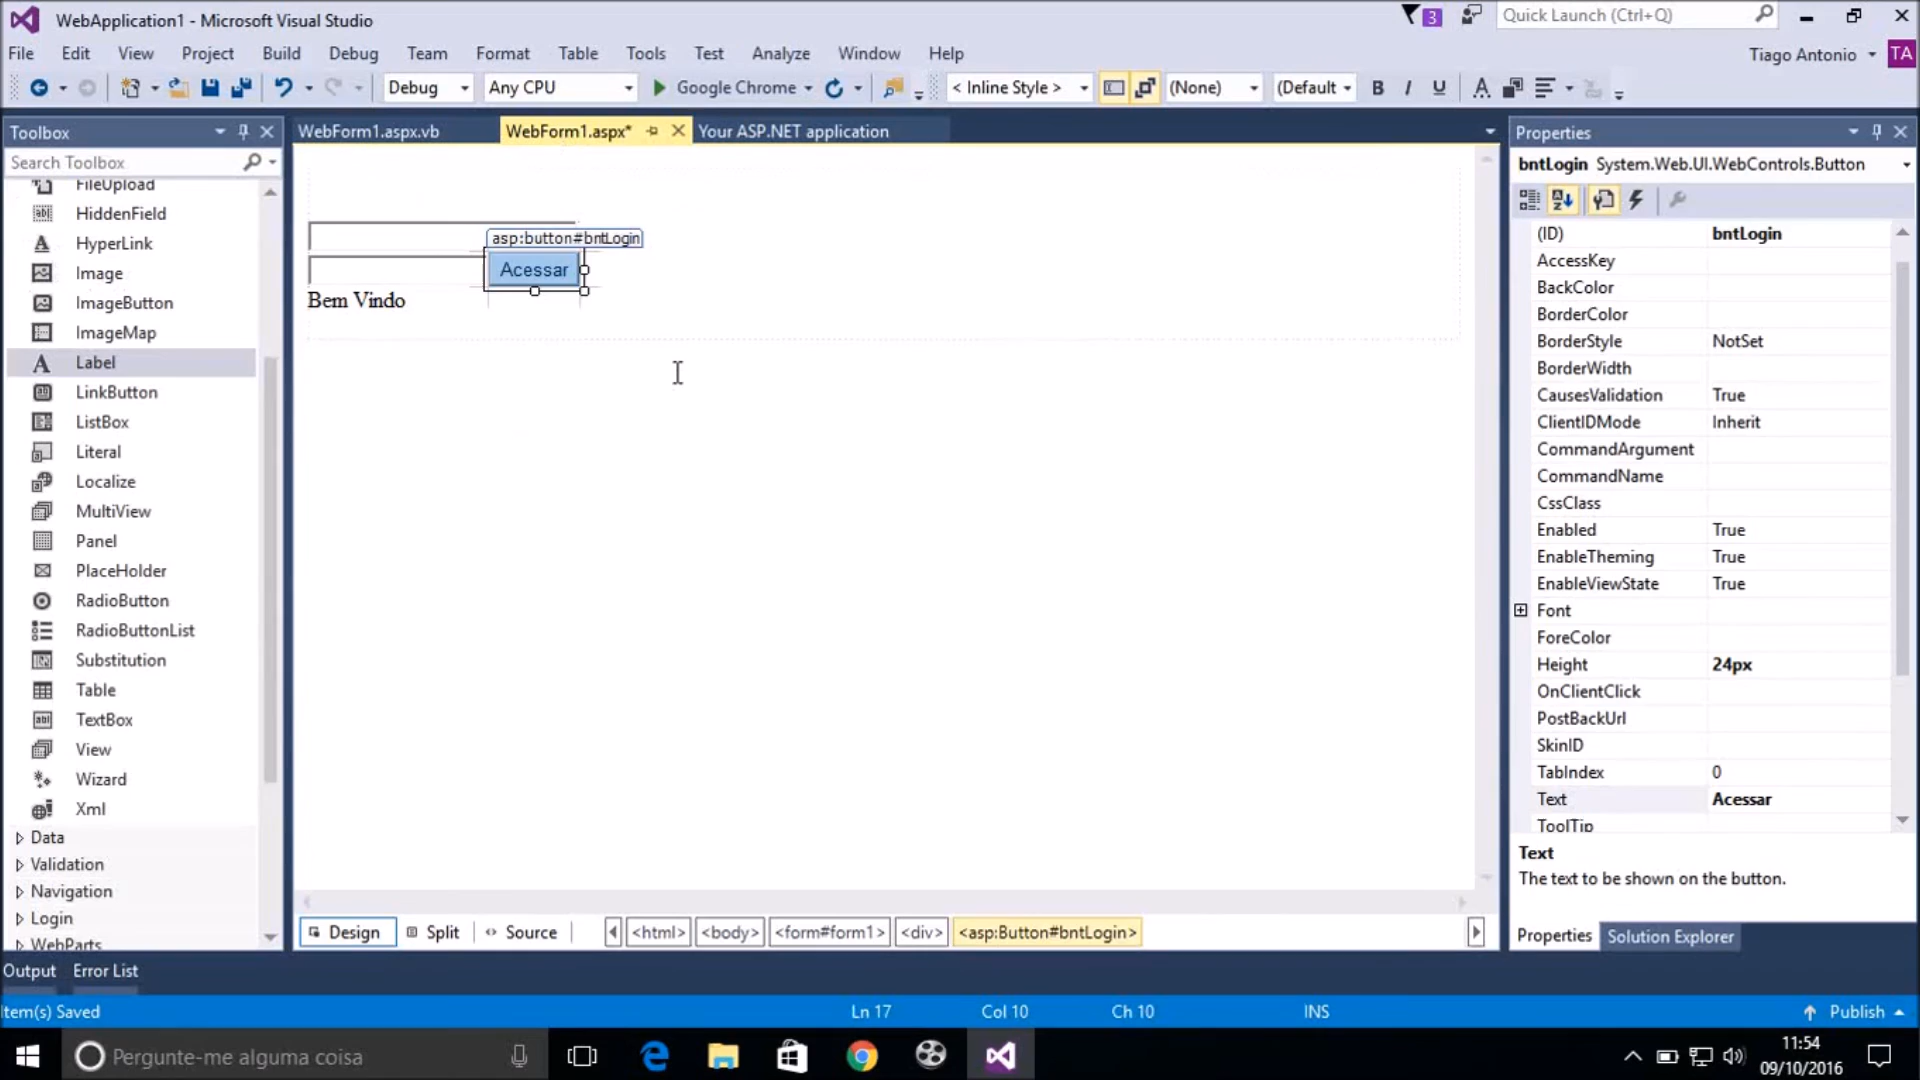 WebApplication1 - Microsoft Visual Studio
3
Quick Launch (Ctrl+Q)
File Edit View Project Build Debug Team Format Table Tools Test Analyze Window Help
Tiago Antonio TA
Debug Any CPU Google Chrome < Inline Style > (None) (Default B I U A
Toolbox
WebForm1.aspx.vb WebForm1.aspx* Your ASP.NET application
Properties
Search Toolbox
bntLogin System.Web.UI.WebControls.Button
FileUpload
HiddenField
HyperLink
Image
ImageButton
ImageMap
Label
LinkButton
ListBox
Literal
Localize
MultiView
Panel
PlaceHolder
RadioButton
RadioButtonList
Substitution
Table
TextBox
View
Wizard
Xml
Data
Validation
Navigation
Login
WebParts
asp:button#bntLogin
Acessar
Bem Vindo
(ID) bntLogin
AccessKey
BackColor
BorderColor
BorderStyle NotSet
BorderWidth
CausesValidation True
ClientIDMode Inherit
CommandArgument
CommandName
CssClass
Enabled True
EnableTheming True
EnableViewState True
Font
ForeColor
Height 24px
OnClientClick
PostBackUrl
SkinID
TabIndex 0
Text Acessar
ToolTip
Text
The text to be shown on the button.
Design Split Source <html> <body> <form#form1> <div> <asp:Button#bntLogin>
Properties Solution Explorer
Output Error List
Item(s) Saved Ln 17 Col 10 Ch 10 INS Publish
Pergunte-me alguma coisa
11:54
09/10/2016